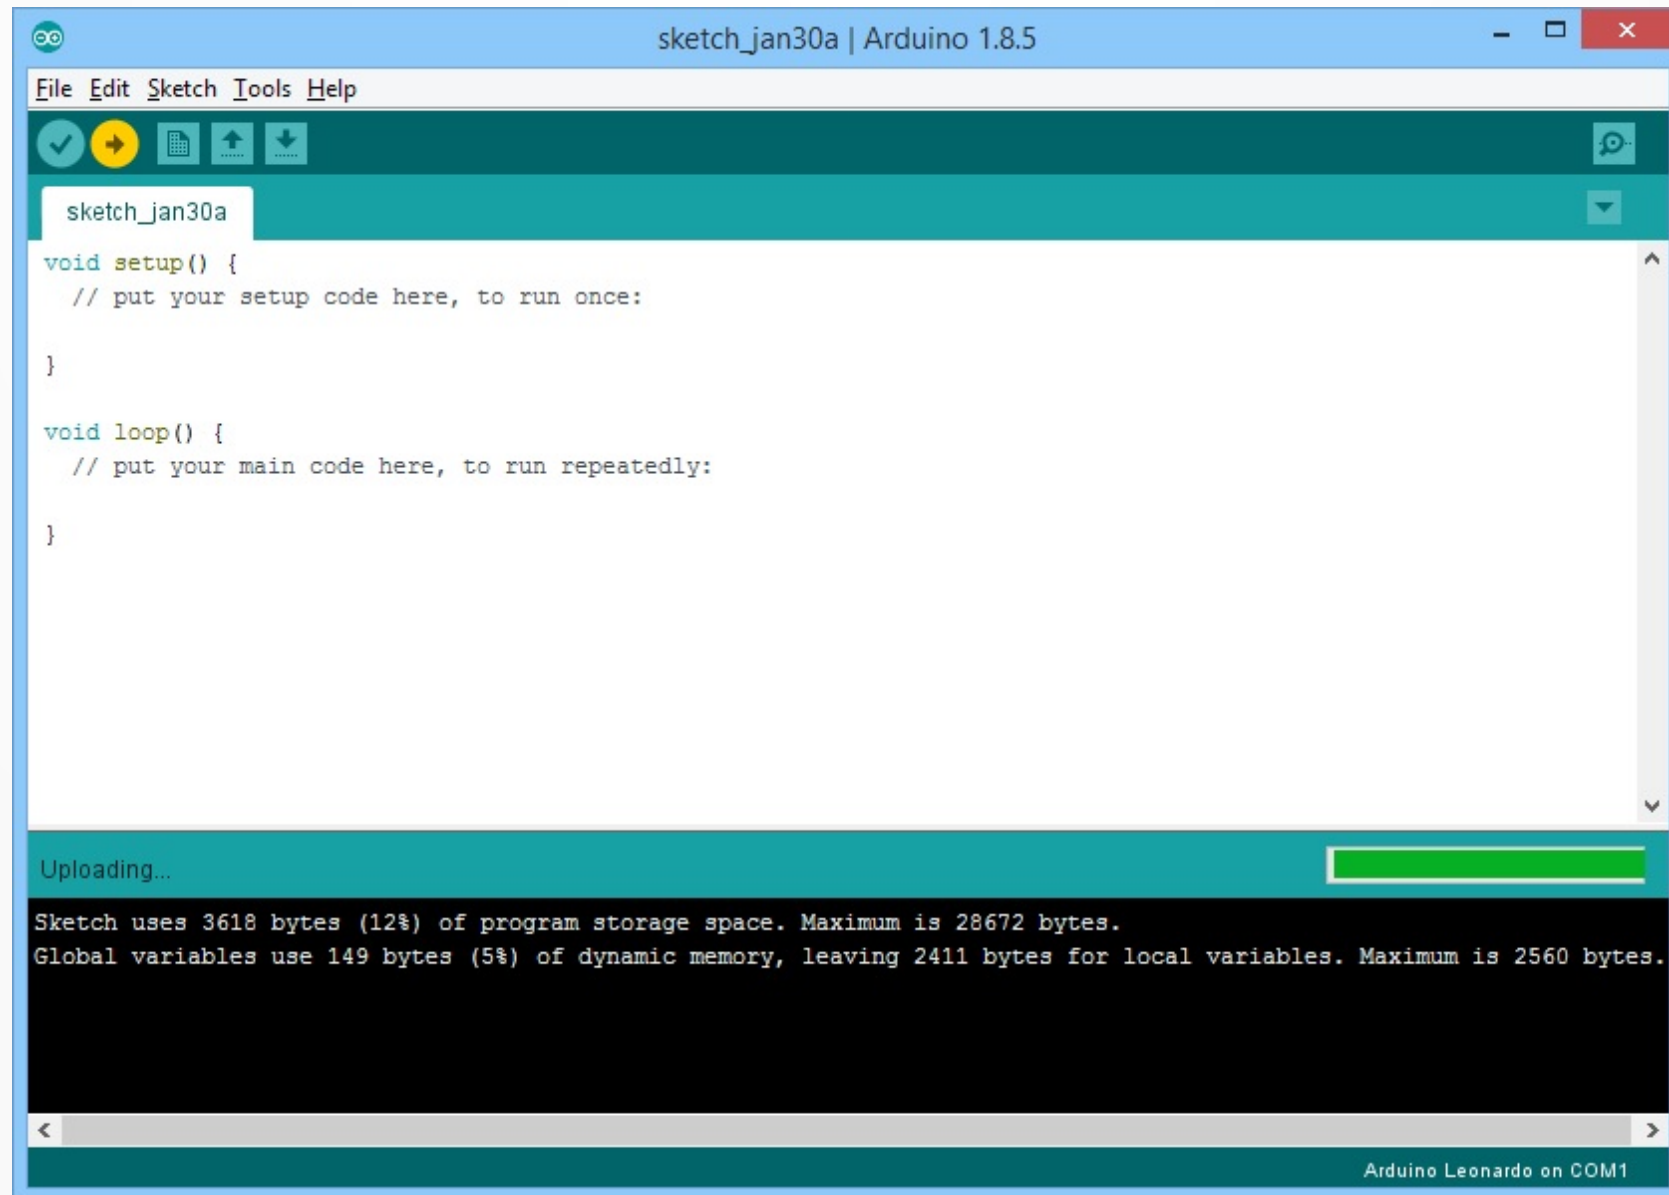 sketch_jan30a | Arduino 1.8.5
File Edit Sketch Tools Help
sketch_jan30a
void setup() {
  // put your setup code here, to run once:
}
void loop() {
  // put your main code here, to run repeatedly:
}
Uploading...
Sketch uses 3618 bytes (12%) of program storage space. Maximum is 28672 bytes.
Global variables use 149 bytes (5%) of dynamic memory, leaving 2411 bytes for local variables. Maximum is 2560 bytes.
Arduino Leonardo on COM1